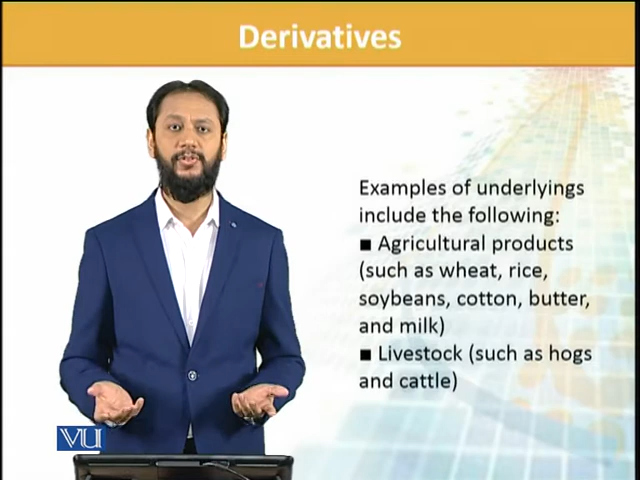 Derivatives
Examples of underlyings
include the following:
■ Agricultural products
(such as wheat, rice,
soybeans, cotton, butter,
and milk)
■ Livestock (such as hogs
and cattle)
VU